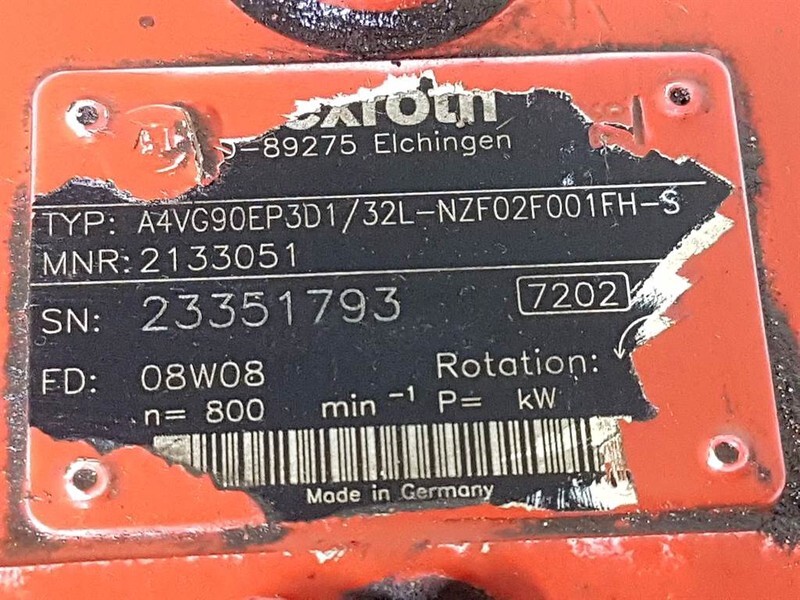 exroth
D-89275 Elchingen
TYP: A4VG90EP3D1/32L-NZF02F001FH-S
MNR: 2133051
SN: 23351793 7202
FD: 08W08 Rotation:
n= 800 min⁻¹ P= kW
Made in Germany